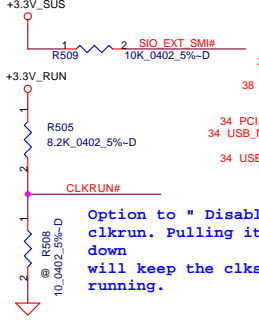 +3.3V_SUS
1 2 SIO_EXT_SMI#
R509 10K_0402_5%~D
+3.3V_RUN
38
1
34 PCI
R505
34 USB_
8.2K_0402_5%~D
34 USB
2
CLKRUN#
1
Option to " Disabl
clkrun. Pulling it
down
will keep the clks
running.
@ R508
10_0402_5%~D
2